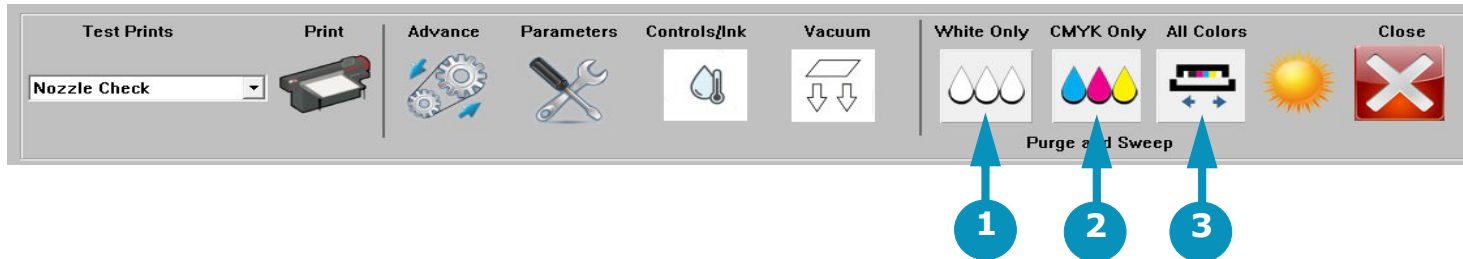 Test Prints Print Advance Parameters Controls/Ink Vacuum White Only CMYK Only All Colors Close
Nozzle Check
Purge and Sweep
1 2 3